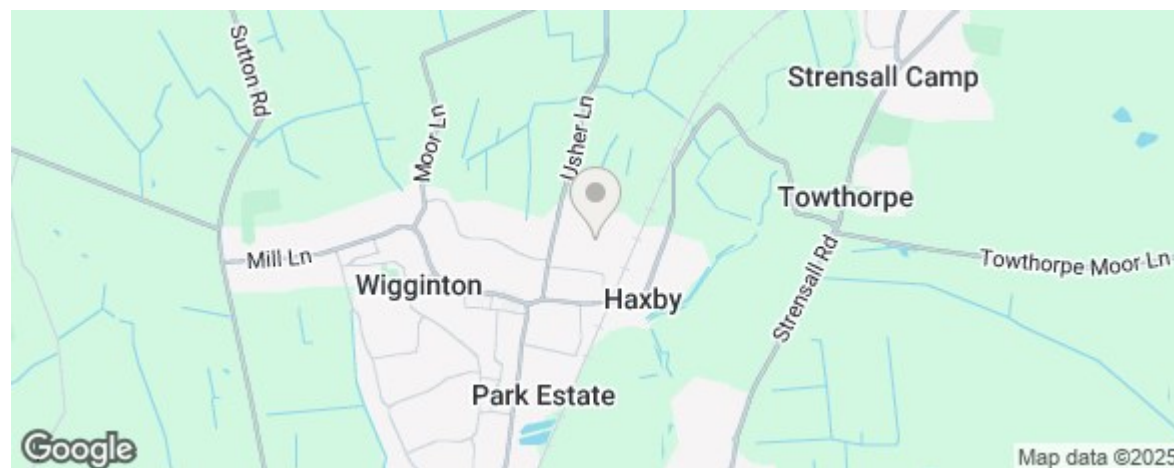 Sutton Rd
Strensall Camp
Moor Ln
Usher Ln
Towthorpe
Mill Ln
Towthorpe Moor Ln
Wigginton
Haxby
Strensall Rd
Park Estate
Google
Map data ©2025